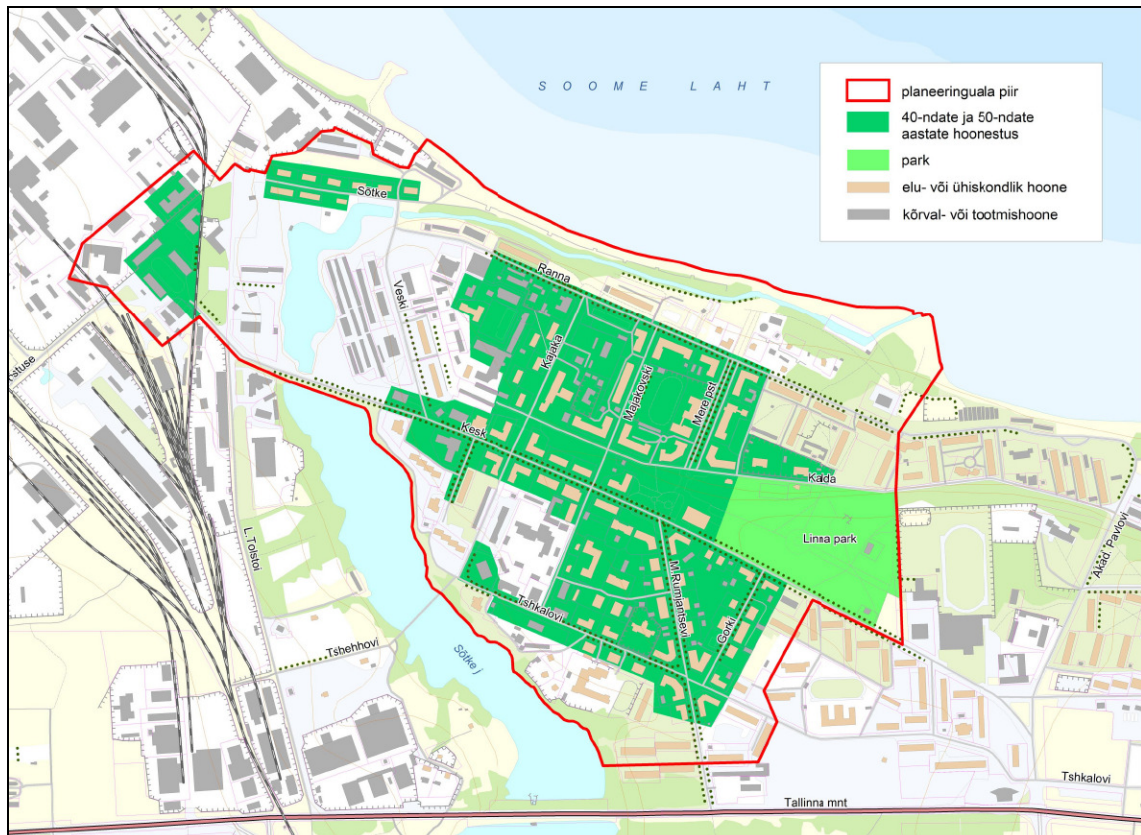 SOOME LAHT
planeeringuala piir
40-ndate ja 50-ndate
aastate hoonestus
park
elu- või ühiskondlik hoone
kõrval- või tootmishoone
Sõtke
Ranna
Veski
Kajaka
Majakovski
Mere pst
Kesk
Kalda
Linna park
L.Tolstoi
Akad. Pavlovi
M.Rumjantsevi
Gorki
Tshkalovi
Tshehhovi
Sõtke j
Tshkalovi
Tallinna mnt